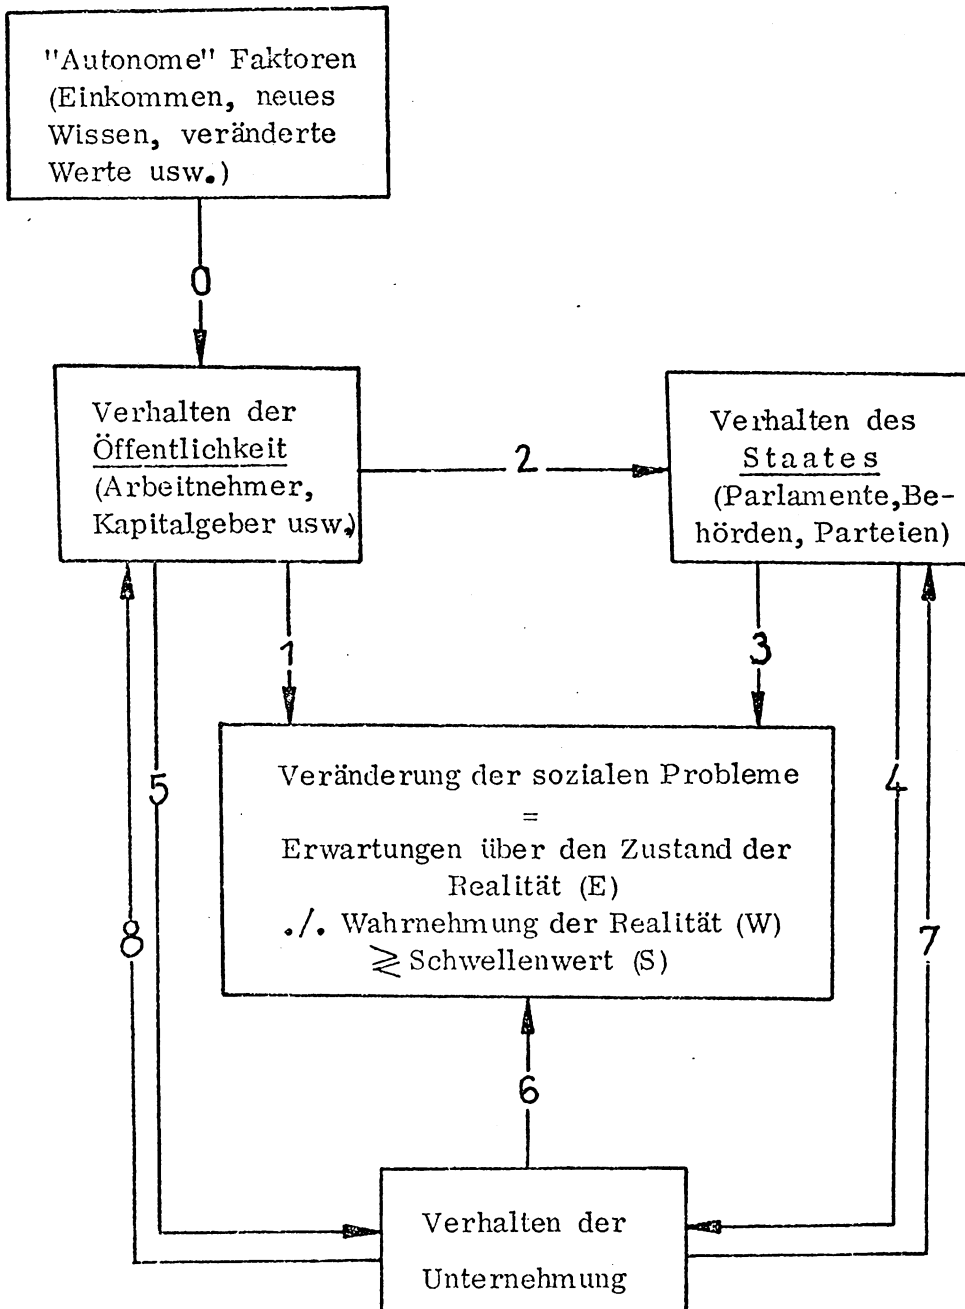 "Autonome" Faktoren
(Einkommen, neues
Wissen, veränderte
Werte usw.)
0
Verhalten der
Öffentlichkeit
(Arbeitnehmer,
Kapitalgeber usw.)
2
Verhalten des
Staates
(Parlamente,Be-
hörden, Parteien)
1
3
5
4
Veränderung der sozialen Probleme
=
Erwartungen über den Zustand der
Realität (E)
./. Wahrnehmung der Realität (W)
≷ Schwellenwert (S)
8
7
6
Verhalten der
Unternehmung